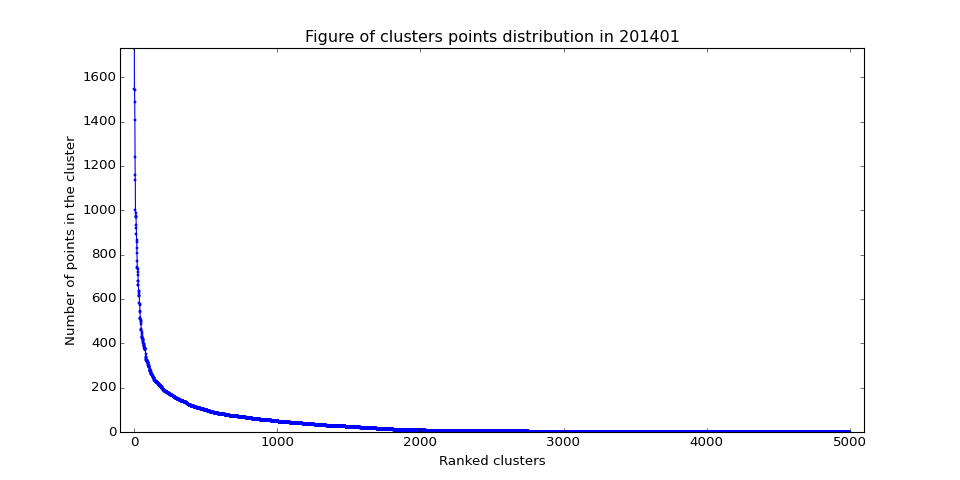 Figure of clusters points distribution in 201401
Number of points in the cluster
1600
1400
1200
1000
800
600
400
200
0
0 1000 2000 3000 4000 5000
Ranked clusters